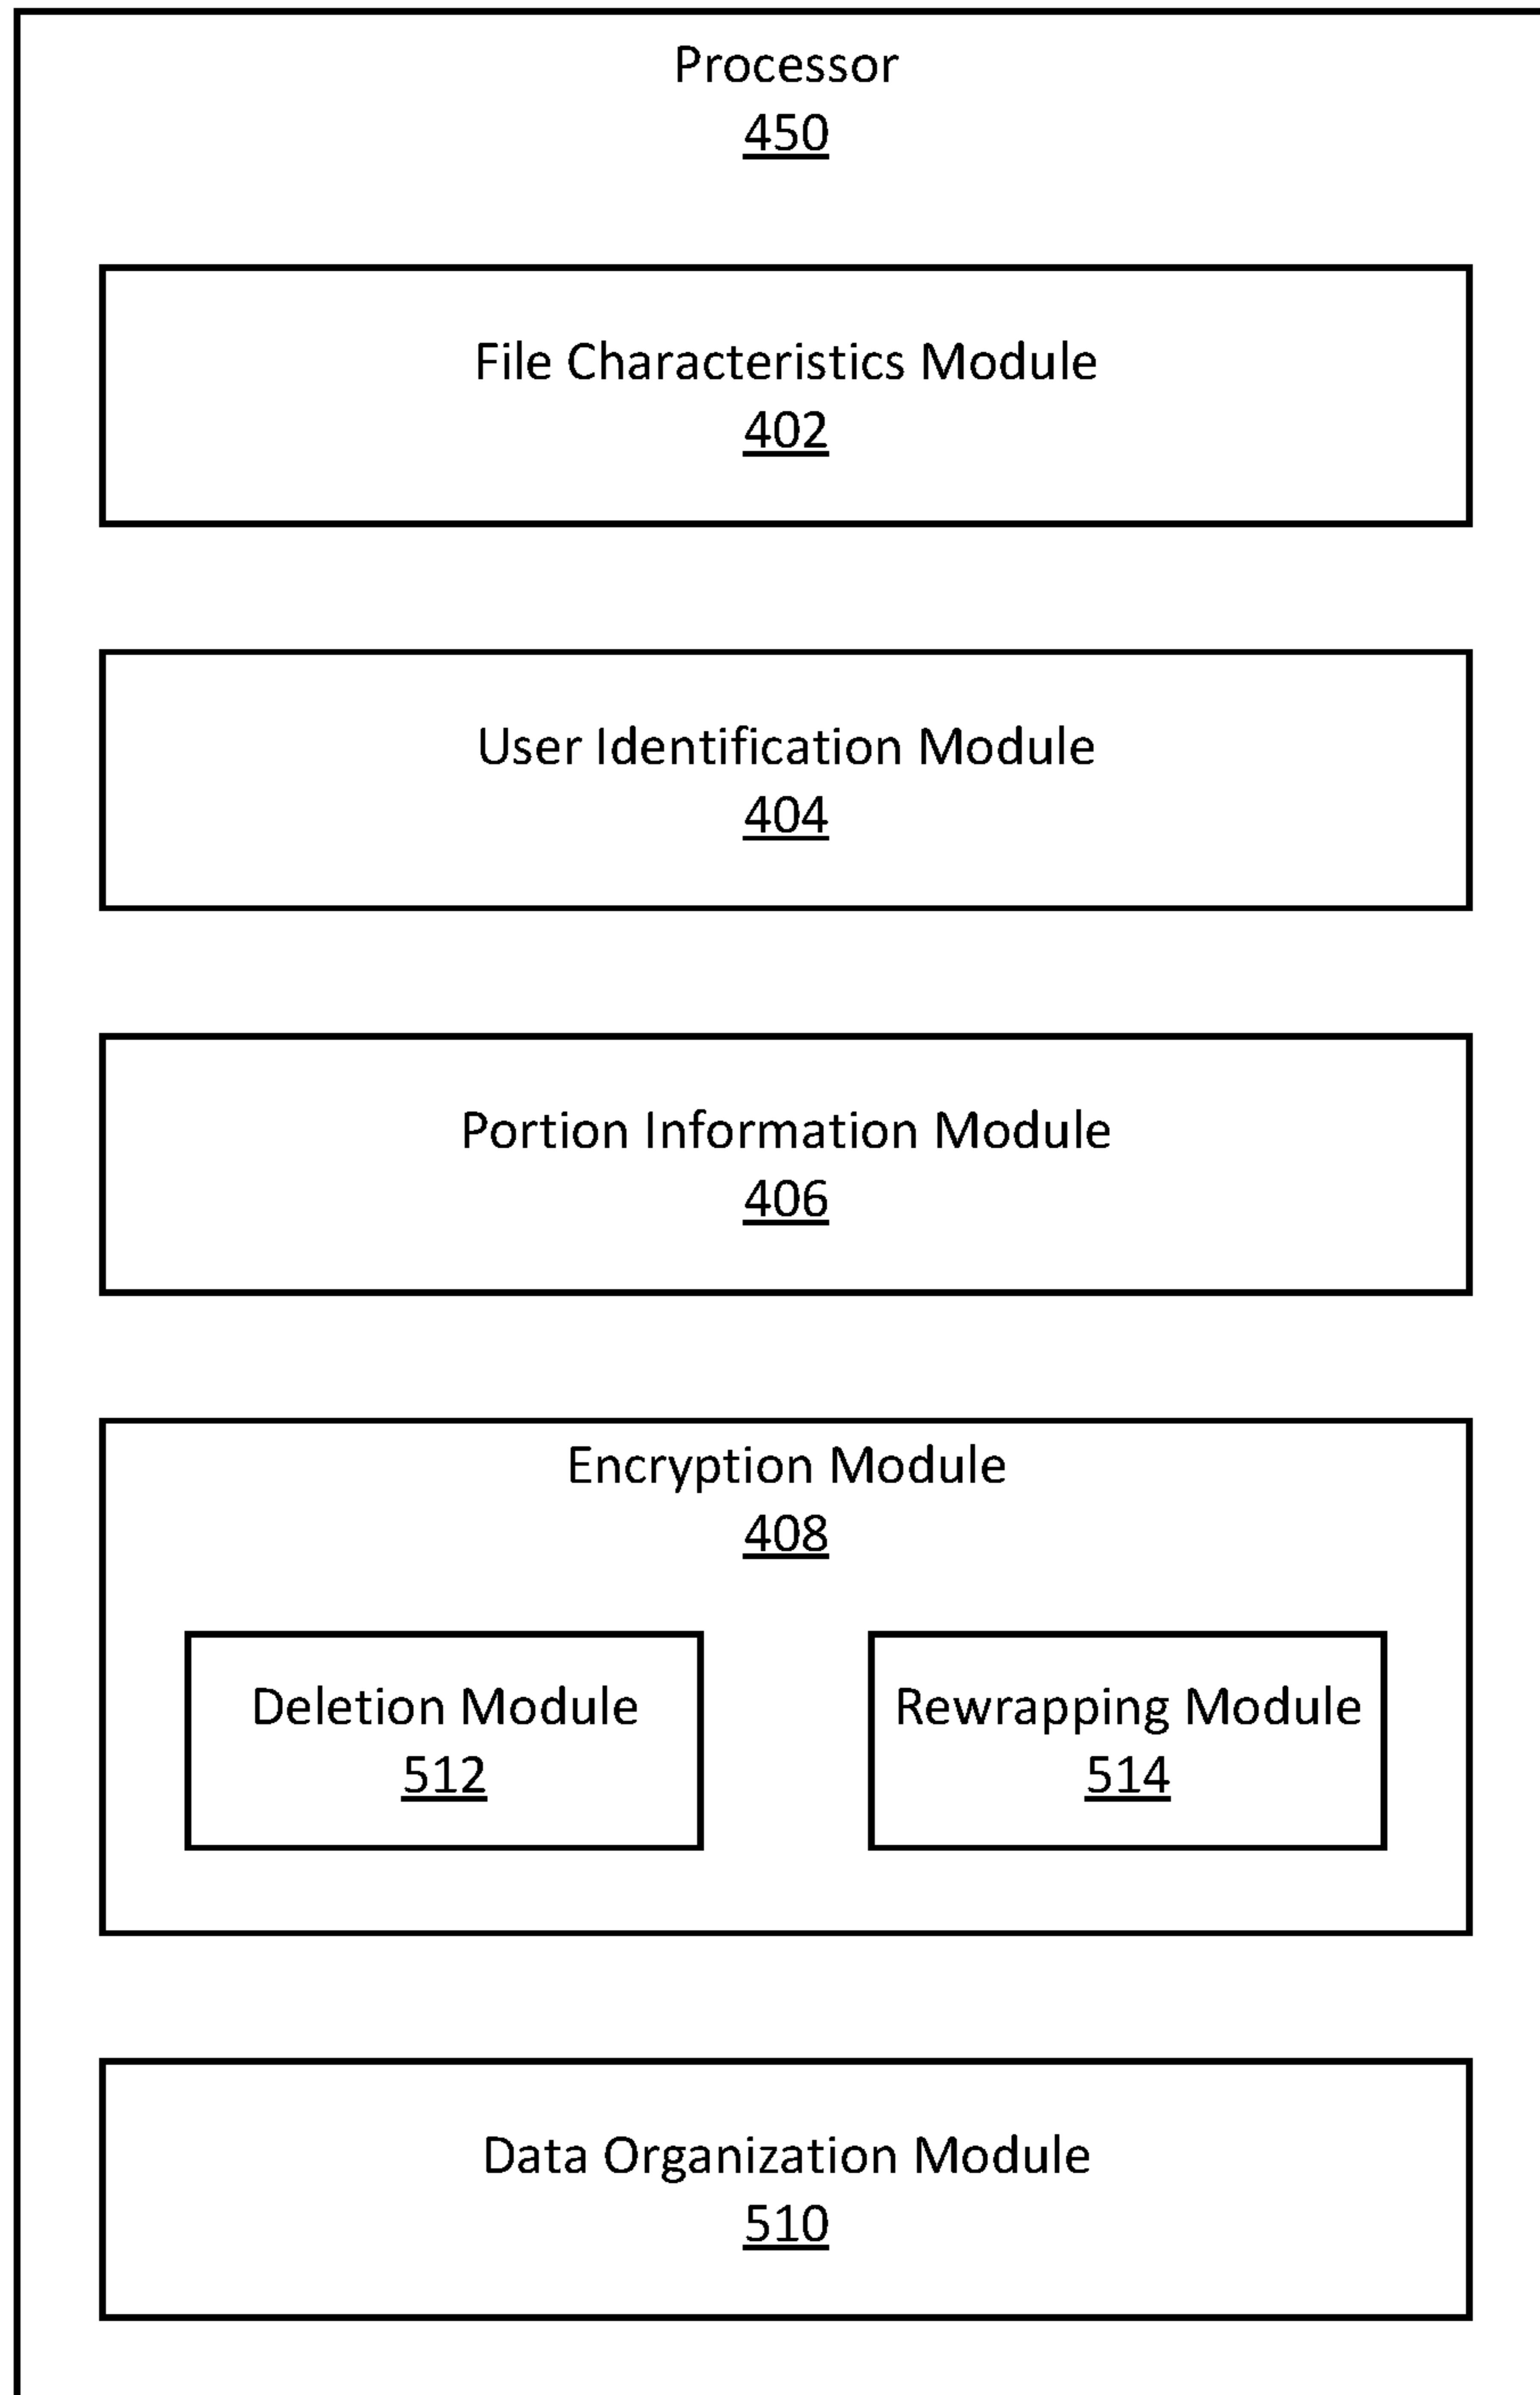 Processor
450
File Characteristics Module
402
User Identification Module
404
Portion Information Module
406
Encryption Module
408
Deletion Module
512
Rewrapping Module
514
Data Organization Module
510